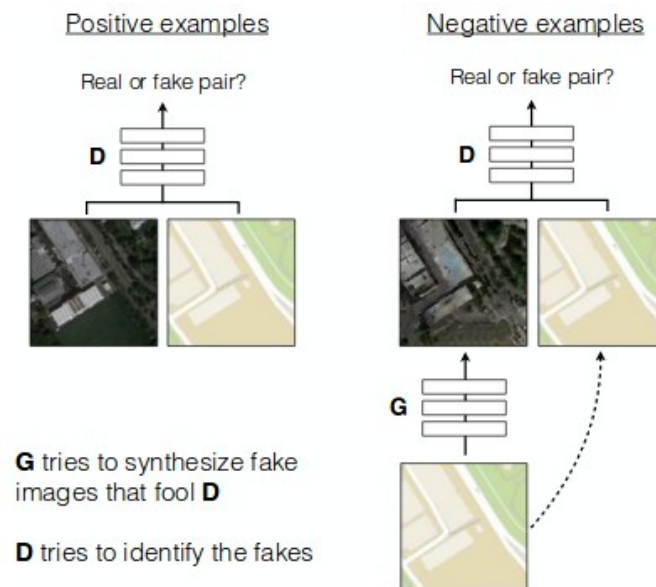 Positive examples
Negative examples
Real or fake pair?
Real or fake pair?
D
D
G
G tries to synthesize fake
images that fool D
D tries to identify the fakes